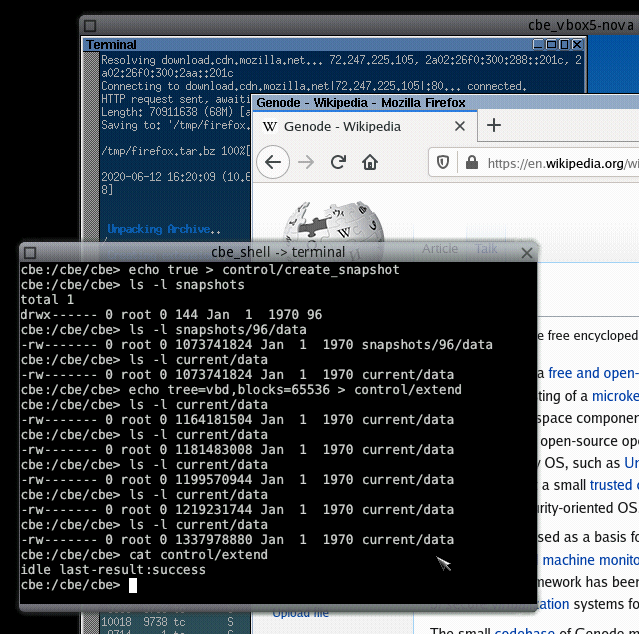 cbe_vbox5-nova
Terminal
Resolving download.cdn.mozilla.net... 72.247.225.105, 2a02:26f0:300:288::201c, 2
a02:26f0:300:2aa::201c
Connecting to download.cdn.mozilla.net|72.247.225.105|:80... connected.
HTTP request sent, awaiti
Length: 70911638 (68M) [a
Saving to: '/tmp/firefox.
/tmp/firefox.tar.bz 100%[
2020-06-12 16:20:09 (10.6
8]
Unpacking Archive..
Genode - Wikipedia - Mozilla Firefox
W Genode - Wikipedia
https://en.wikipedia.org/wi
Article Talk
cbe_shell -> terminal
cbe:/cbe/cbe> echo true > control/create_snapshot
cbe:/cbe/cbe> ls -l snapshots
total 1
drwx------ 0 root 0 144 Jan  1  1970 96
cbe:/cbe/cbe> ls -l snapshots/96/data
-rw------- 0 root 0 1073741824 Jan  1  1970 snapshots/96/data
cbe:/cbe/cbe> ls -l current/data
-rw------- 0 root 0 1073741824 Jan  1  1970 current/data
cbe:/cbe/cbe> echo tree=vbd,blocks=65536 > control/extend
cbe:/cbe/cbe> ls -l current/data
-rw------- 0 root 0 1164181504 Jan  1  1970 current/data
cbe:/cbe/cbe> ls -l current/data
-rw------- 0 root 0 1181483008 Jan  1  1970 current/data
cbe:/cbe/cbe> ls -l current/data
-rw------- 0 root 0 1199570944 Jan  1  1970 current/data
cbe:/cbe/cbe> ls -l current/data
-rw------- 0 root 0 1219231744 Jan  1  1970 current/data
cbe:/cbe/cbe> ls -l current/data
-rw------- 0 root 0 1337978880 Jan  1  1970 current/data
cbe:/cbe/cbe> cat control/extend
idle last-result:success
cbe:/cbe/cbe>
e free encycloped
a free and open-
ting of a microke
space componen
open-source ope
y OS, such as Un
a small trusted c
urity-oriented OS
sed as a basis fo
machine monito
mework has been
systems fo
Upload file
The small codebase of Genode m
10018  9738 tc       S